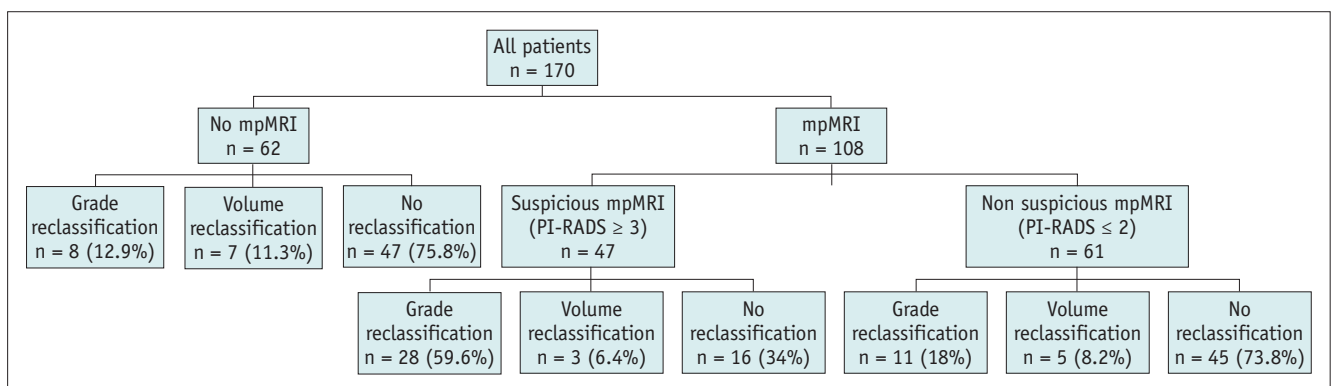 All patients
n = 170
No mpMRI
n = 62
mpMRI
n = 108
Grade
reclassification
n = 8 (12.9%)
Volume
reclassification
n = 7 (11.3%)
No
reclassification
n = 47 (75.8%)
Suspicious mpMRI
(PI-RADS ≥ 3)
n = 47
Non suspicious mpMRI
(PI-RADS ≤ 2)
n = 61
Grade
reclassification
n = 28 (59.6%)
Volume
reclassification
n = 3 (6.4%)
No
reclassification
n = 16 (34%)
Grade
reclassification
n = 11 (18%)
Volume
reclassification
n = 5 (8.2%)
No
reclassification
n = 45 (73.8%)